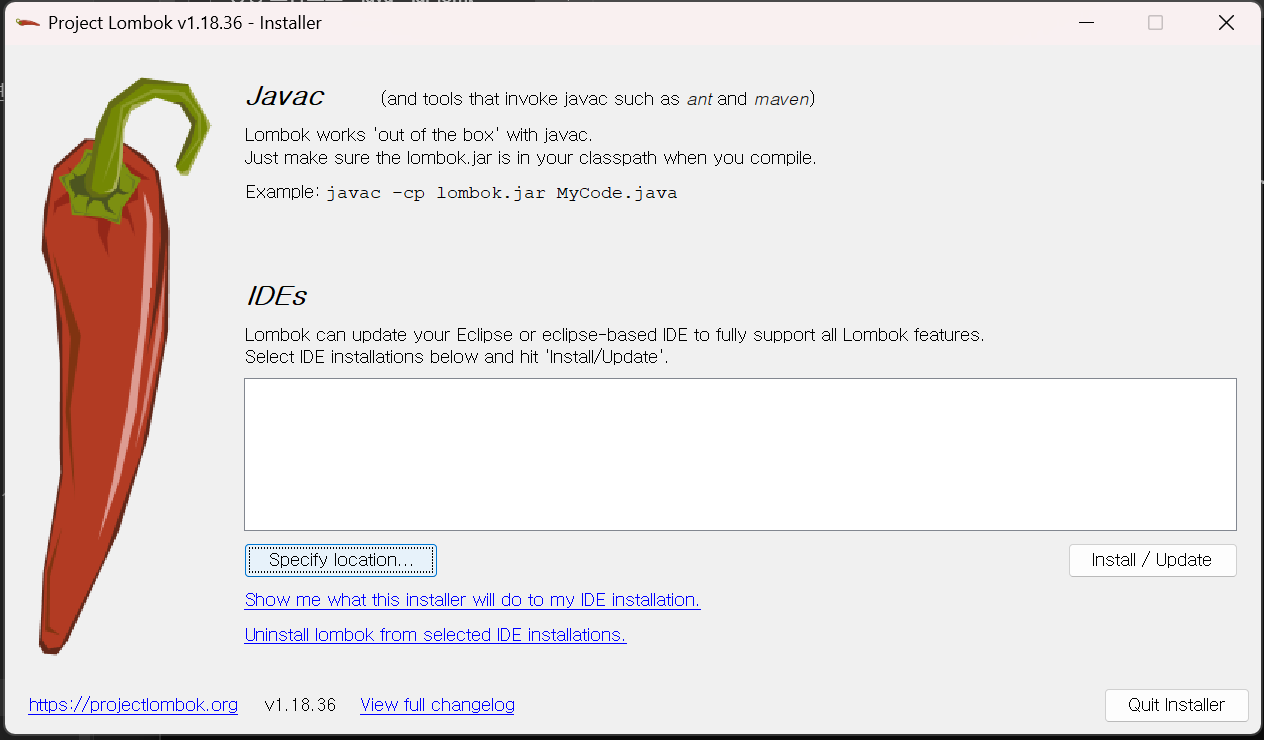 Project Lombok v1.18.36 - Installer
Javac (and tools that invoke javac such as ant and maven)
Lombok works 'out of the box' with javac.
Just make sure the lombok.jar is in your classpath when you compile.
Example: javac -cp lombok.jar MyCode.java
IDEs
Lombok can update your Eclipse or eclipse-based IDE to fully support all Lombok features.
Select IDE installations below and hit 'Install/Update'.
Specify location... Install / Update
Show me what this installer will do to my IDE installation.
Uninstall lombok from selected IDE installations.
https://projectlombok.org v1.18.36 View full changelog Quit Installer